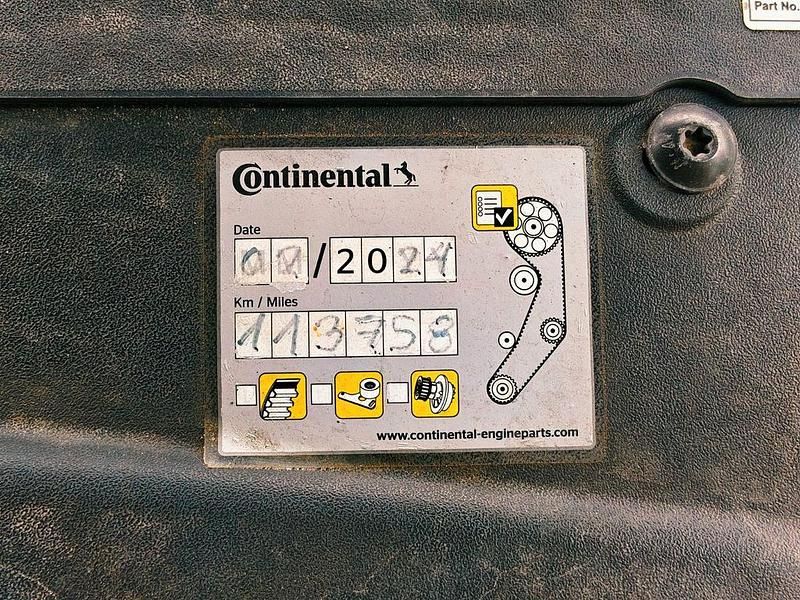 Part No.
Continental
Date
/2024
Km / Miles
113758
www.continental-engineparts.com